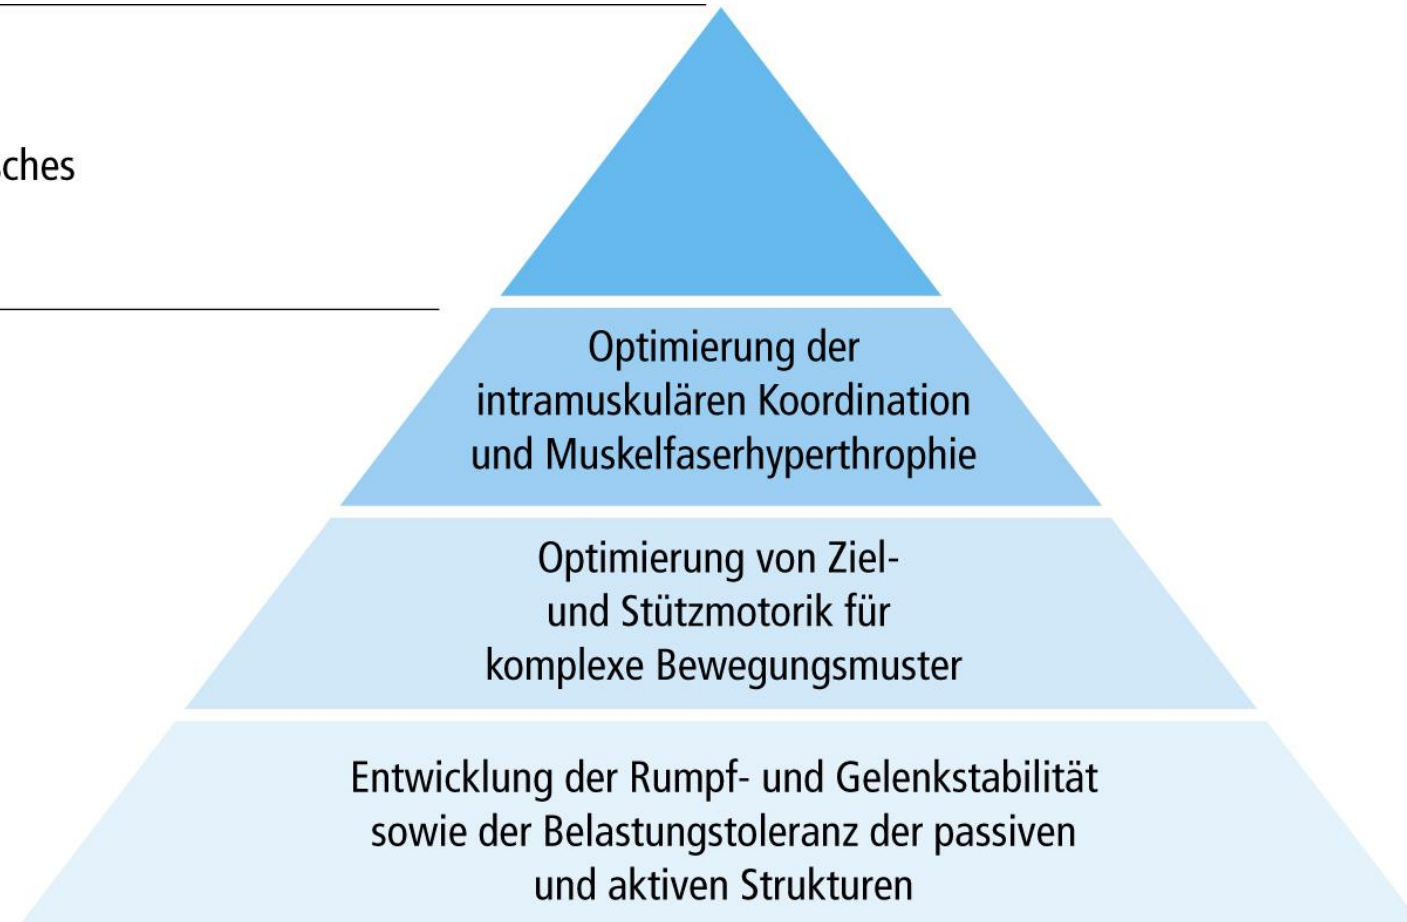 Optimierung der
intramuskulären Koordination
und Muskelfaserhyperthrophie
Optimierung von Ziel-
und Stützmotorik für
komplexe Bewegungsmuster
Entwicklung der Rumpf- und Gelenkstabilität
sowie der Belastungstoleranz der passiven
und aktiven Strukturen